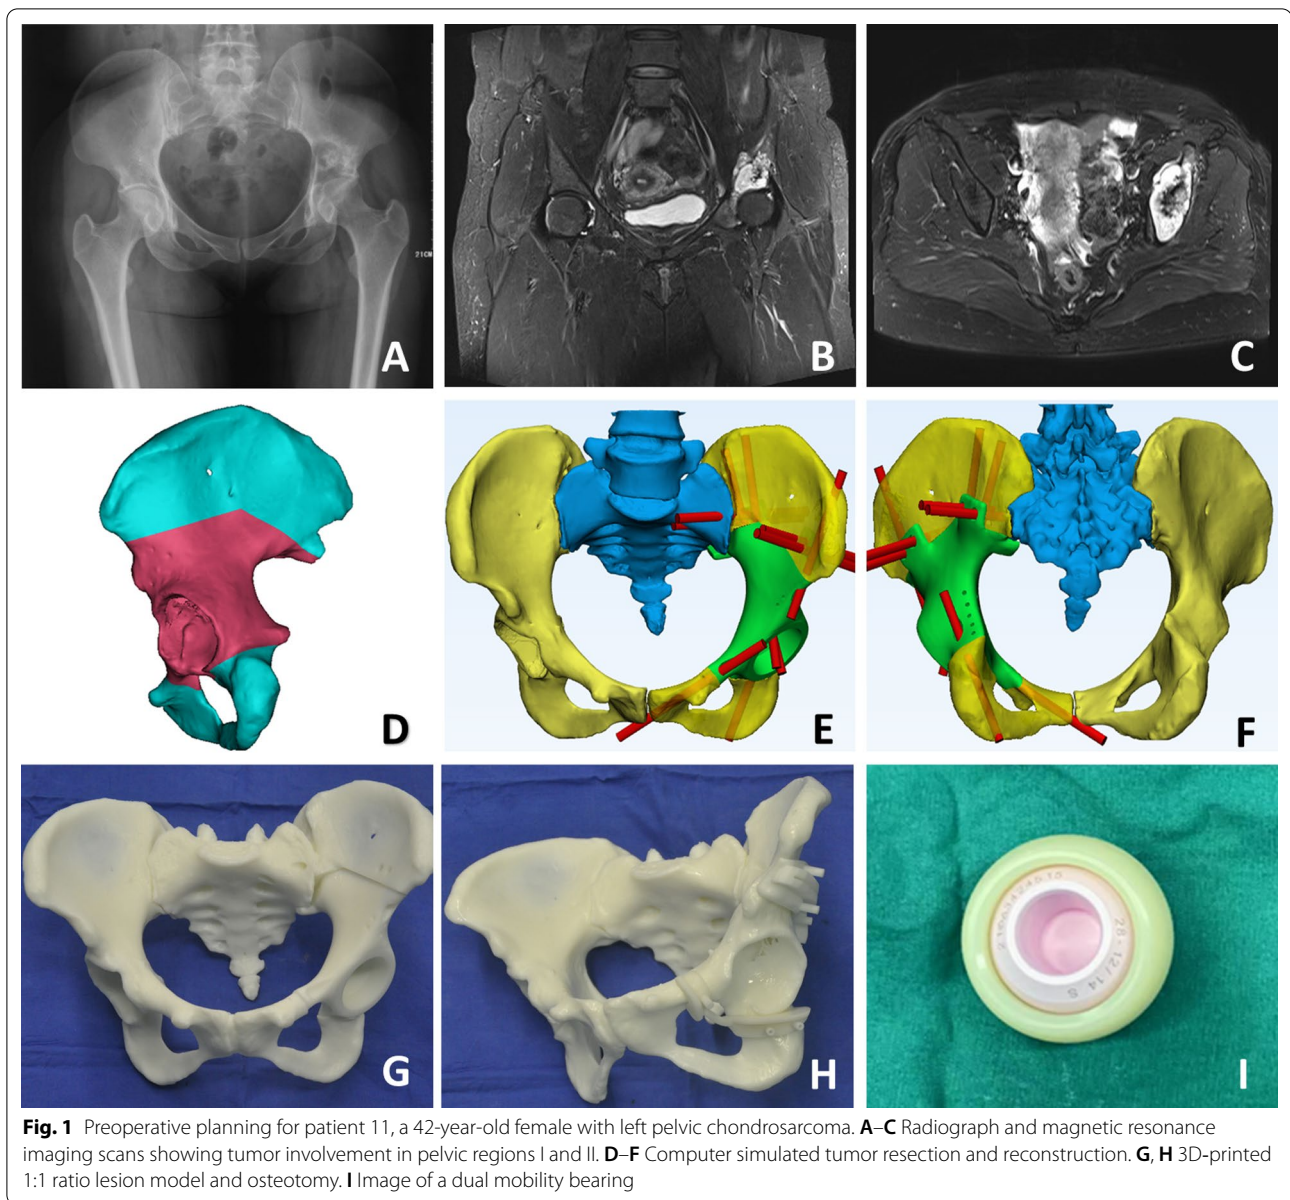 21CM
A
B
C
D
E
F
G
H
28-12/14 S
I
Fig. 1 Preoperative planning for patient 11, a 42-year-old female with left pelvic chondrosarcoma. A–C Radiograph and magnetic resonance
imaging scans showing tumor involvement in pelvic regions I and II. D–F Computer simulated tumor resection and reconstruction. G, H 3D-printed
1:1 ratio lesion model and osteotomy. I Image of a dual mobility bearing